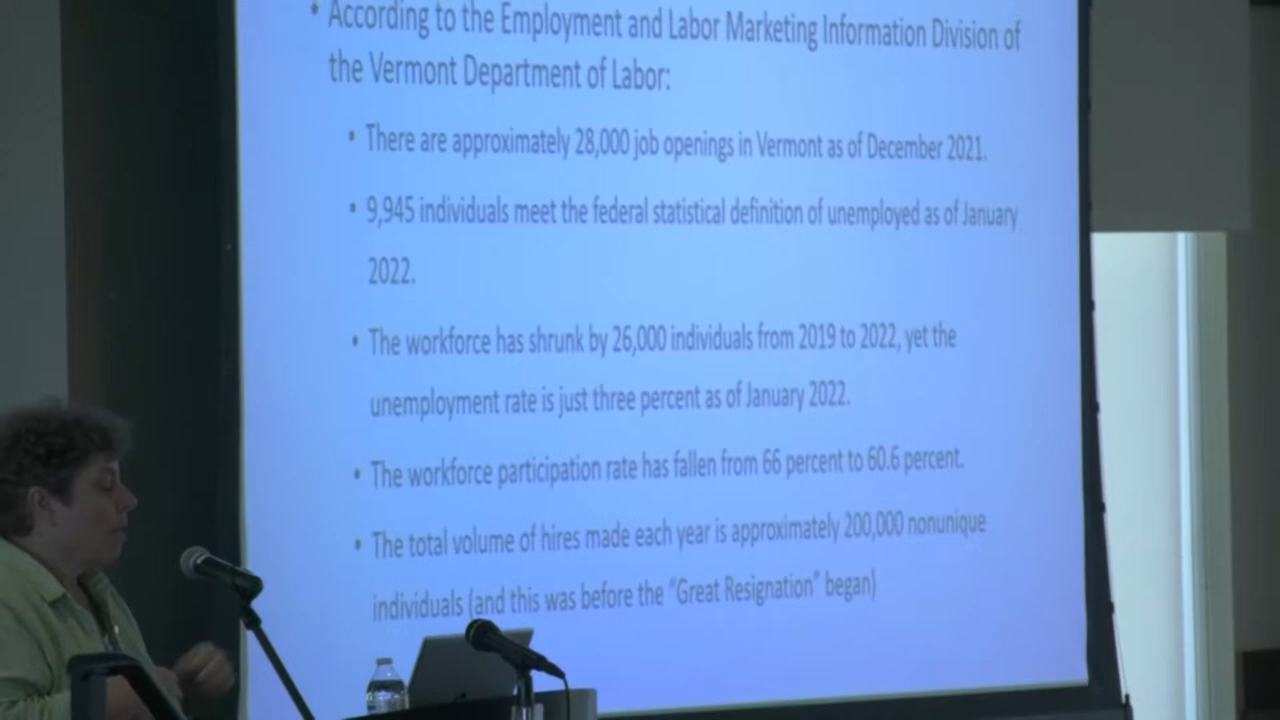 • According to the Employment and Labor Marketing Information Division of
the Vermont Department of Labor:
• There are approximately 28,000 job openings in Vermont as of December 2021.
• 9,945 individuals meet the federal statistical definition of unemployed as of January
2022.
• The workforce has shrunk by 26,000 individuals from 2019 to 2022, yet the
unemployment rate is just three percent as of January 2022.
• The workforce participation rate has fallen from 66 percent to 60.6 percent.
• The total volume of hires made each year is approximately 200,000 nonunique
individuals (and this was before the “Great Resignation” began)